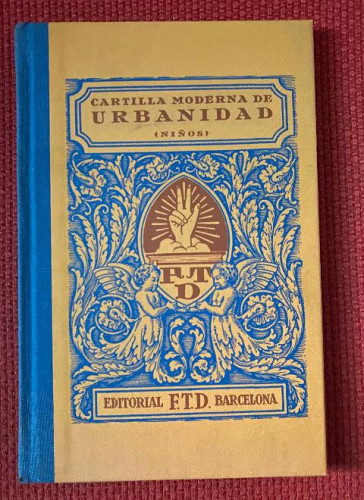 CARTILLA MODERNA DE
URBANIDAD
(NIÑOS)
F.T.
D
EDITORIAL F.T.D. BARCELONA